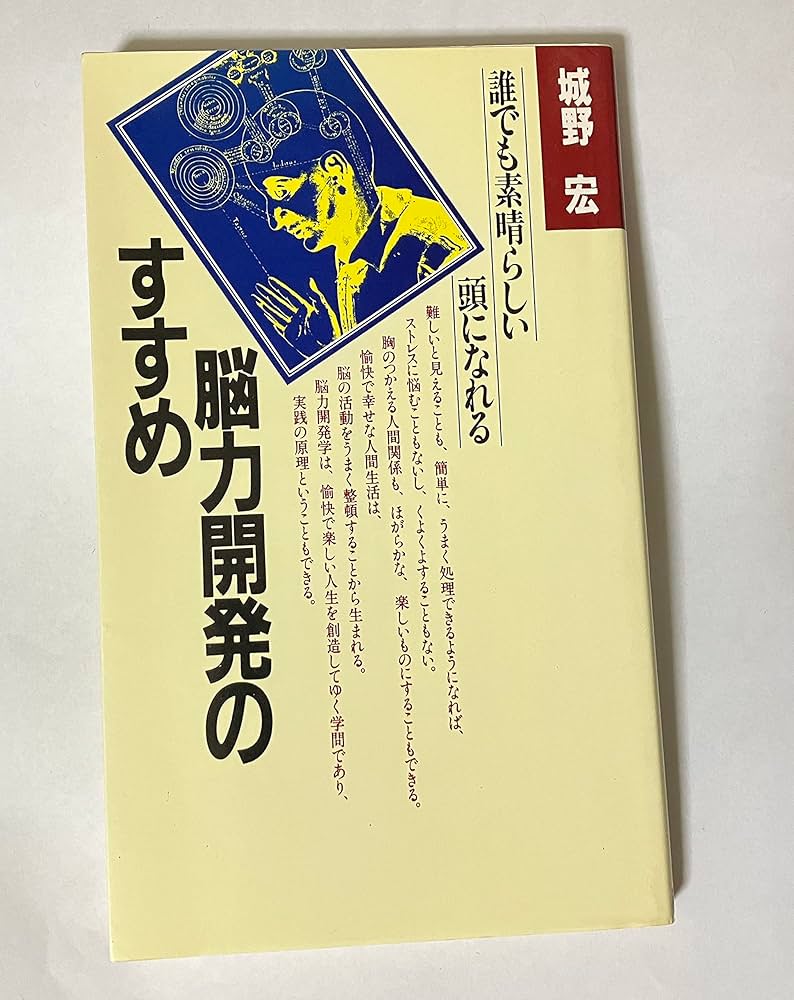 城野 宏
誰でも素晴らしい
頭になれる
難しいと見えることも、簡単に、うまく処理できるようになれば、
ストレスに悩むこともないし、くよくよすることもない。
胸のつかえる人間関係も、ほがらかな、楽しいものにすることもできる。
愉快で幸せな人間生活は、
脳の活動をうまく整頓することから生まれる。
脳力開発学は、愉快で楽しい人生を創造してゆく学問であり、
実践の原理ということもできる。
脳力開発の
すすめ